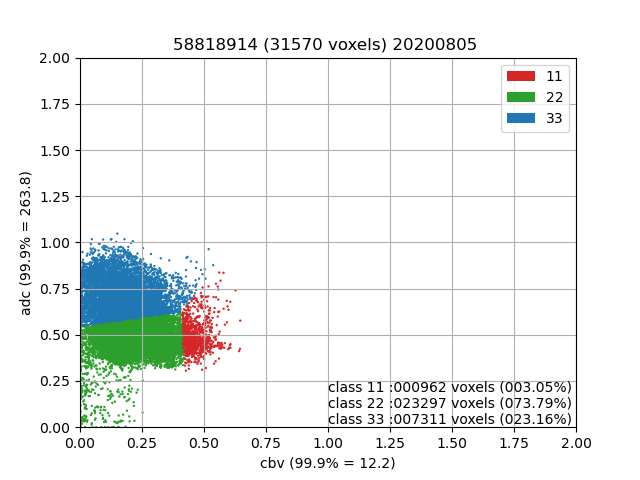 58818914 (31570 voxels) 20200805
2.00
1.75
1.50
1.25
1.00
0.75
0.50
0.25
0.00
adc (99.9% = 263.8)
11
22
33
class 11 :000962 voxels (003.05%)
class 22 :023297 voxels (073.79%)
class 33 :007311 voxels (023.16%)
0.00 0.25 0.50 0.75 1.00 1.25 1.50 1.75 2.00
cbv (99.9% = 12.2)